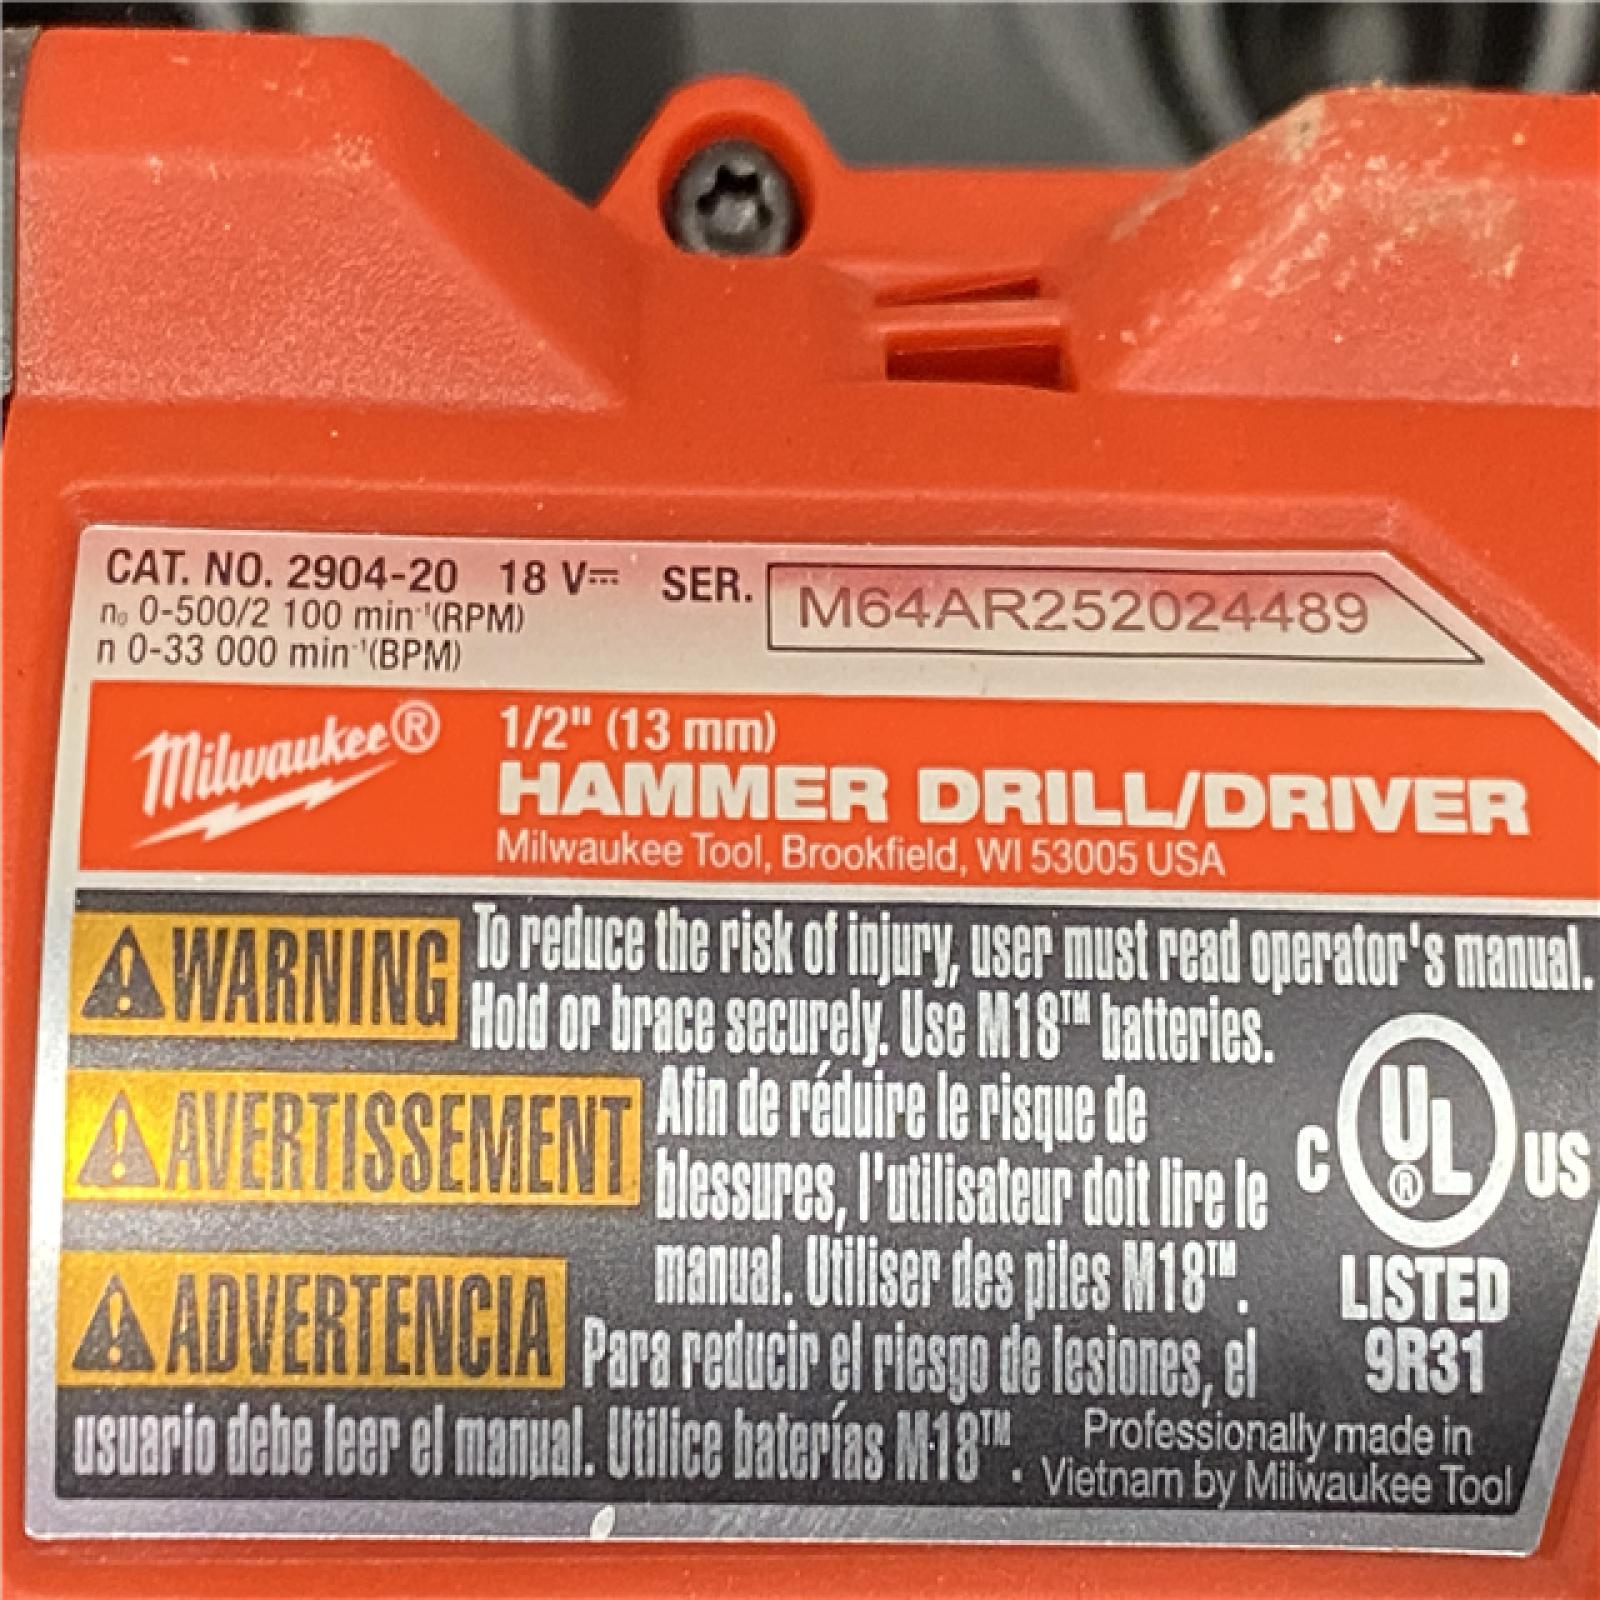 CAT. NO. 2904-20 18 V⎓ SER. M64AR252024489
n₀ 0-500/2 100 min⁻¹(RPM)
n 0-33 000 min⁻¹(BPM)
Milwaukee®
1/2" (13 mm)
HAMMER DRILL/DRIVER
Milwaukee Tool, Brookfield, WI 53005 USA
WARNING To reduce the risk of injury, user must read operator's manual.
Hold or brace securely. Use M18™ batteries.
AVERTISSEMENT Afin de réduire le risque de
blessures, l'utilisateur doit lire le
manual. Utiliser des piles M18™.
ADVERTENCIA Para reducir el riesgo de lesiones, el
usuario debe leer el manual. Utilice baterías M18™.
C UL® US
LISTED
9R31
Professionally made in
Vietnam by Milwaukee Tool